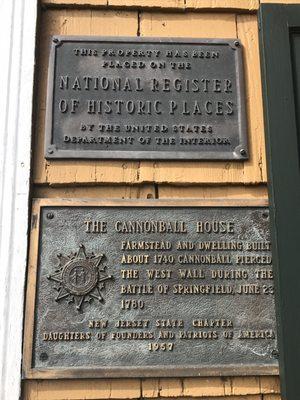 THIS PROPERTY HAS BEEN
PLACED ON THE
NATIONAL REGISTER
OF HISTORIC PLACES
BY THE UNITED STATES
DEPARTMENT OF THE INTERIOR
THE CANNONBALL HOUSE
FARMSTEAD AND DWELLING BUILT
ABOUT 1740 CANNONBALL PIERCED
THE WEST WALL DURING THE
BATTLE OF SPRINGFIELD, JUNE 23
1780
NEW JERSEY STATE CHAPTER
DAUGHTERS OF FOUNDERS AND PATRIOTS OF AMERICA
1957